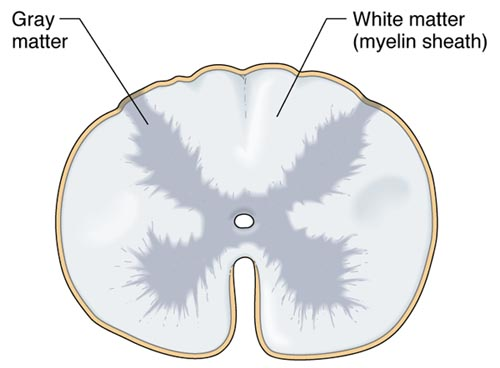 Gray
matter
White matter
(myelin sheath)